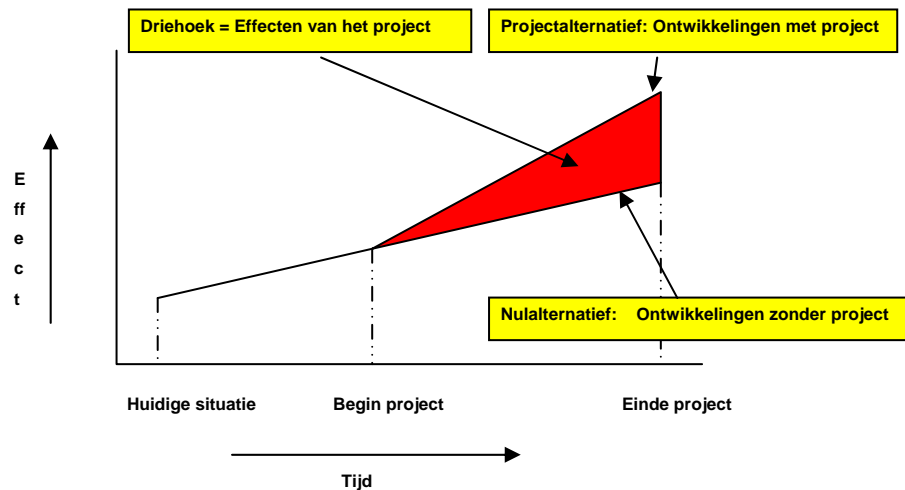 Driehoek = Effecten van het project
Projectalternatief: Ontwikkelingen met project
E
ff
e
c
t
Nulalternatief: Ontwikkelingen zonder project
Huidige situatie
Begin project
Einde project
Tijd